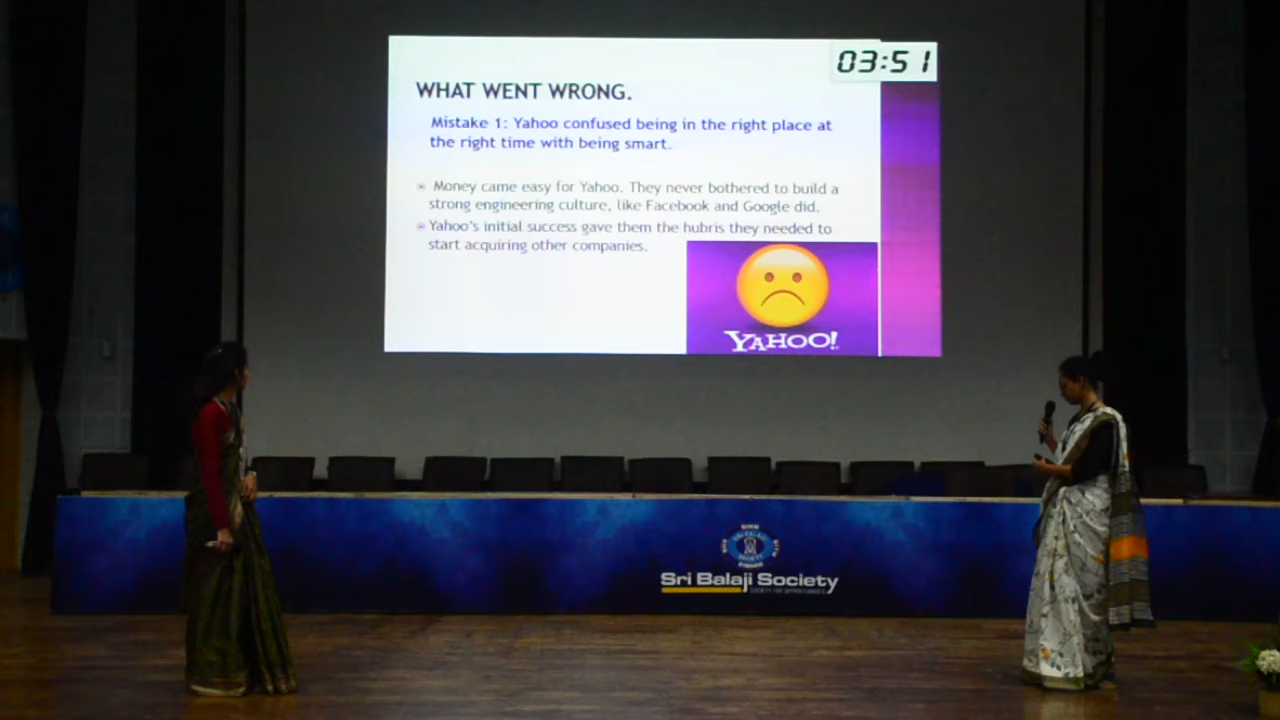 03:51
WHAT WENT WRONG.
Mistake 1: Yahoo confused being in the right place at
the right time with being smart.
Money came easy for Yahoo. They never bothered to build a
strong engineering culture, like Facebook and Google did.
Yahoo's initial success gave them the hubris they needed to
start acquiring other companies.
YAHOO!
Sri Balaji Society